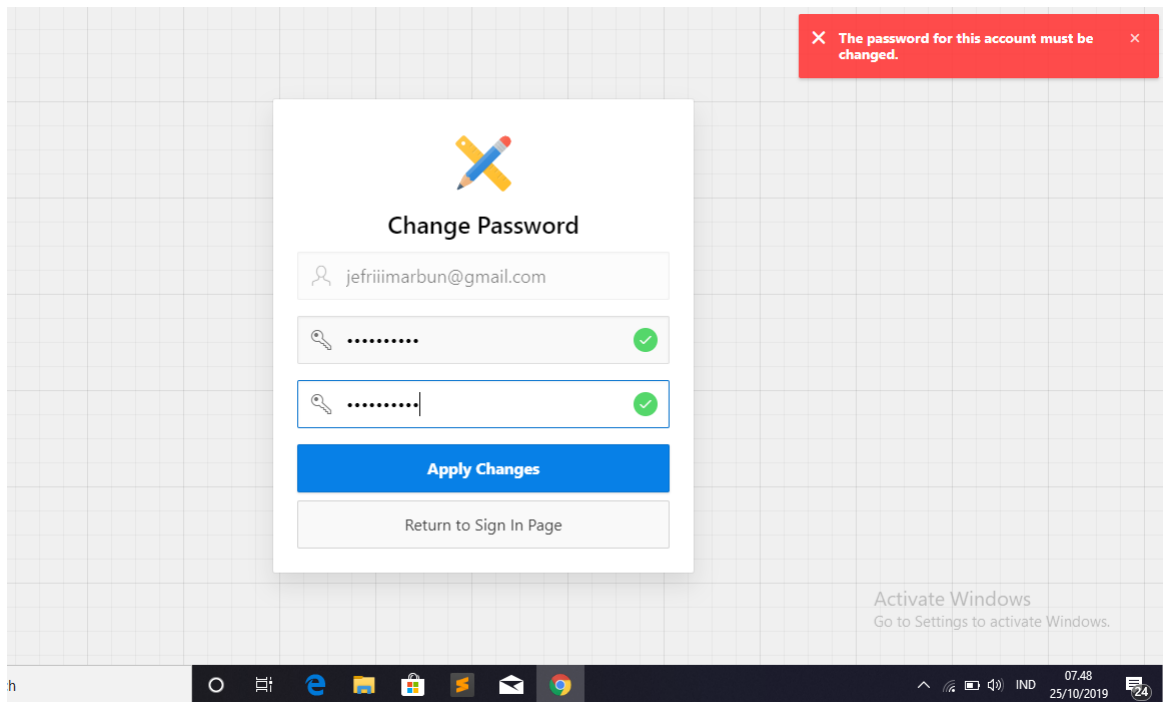 The password for this account must be
changed.
Change Password
jefriiimarbun@gmail.com
••••••••••
••••••••••
Apply Changes
Return to Sign In Page
Activate Windows
Go to Settings to activate Windows.
IND
07.48
25/10/2019
24